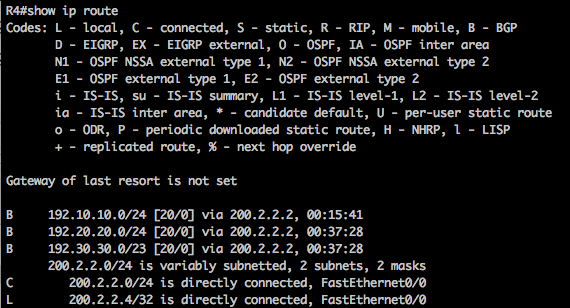 R4#show ip route
Codes: L - local, C - connected, S - static, R - RIP, M - mobile, B - BGP
D - EIGRP, EX - EIGRP external, O - OSPF, IA - OSPF inter area
N1 - OSPF NSSA external type 1, N2 - OSPF NSSA external type 2
E1 - OSPF external type 1, E2 - OSPF external type 2
i - IS-IS, su - IS-IS summary, L1 - IS-IS level-1, L2 - IS-IS level-2
ia - IS-IS inter area, * - candidate default, U - per-user static route
o - ODR, P - periodic downloaded static route, H - NHRP, l - LISP
+ - replicated route, % - next hop override
Gateway of last resort is not set
B 192.10.10.0/24 [20/0] via 200.2.2.2, 00:15:41
B 192.20.20.0/24 [20/0] via 200.2.2.2, 00:37:28
B 192.30.30.0/23 [20/0] via 200.2.2.2, 00:37:28
200.2.2.0/24 is variably subnetted, 2 subnets, 2 masks
C 200.2.2.0/24 is directly connected, FastEthernet0/0
L 200.2.2.4/32 is directly connected, FastEthernet0/0